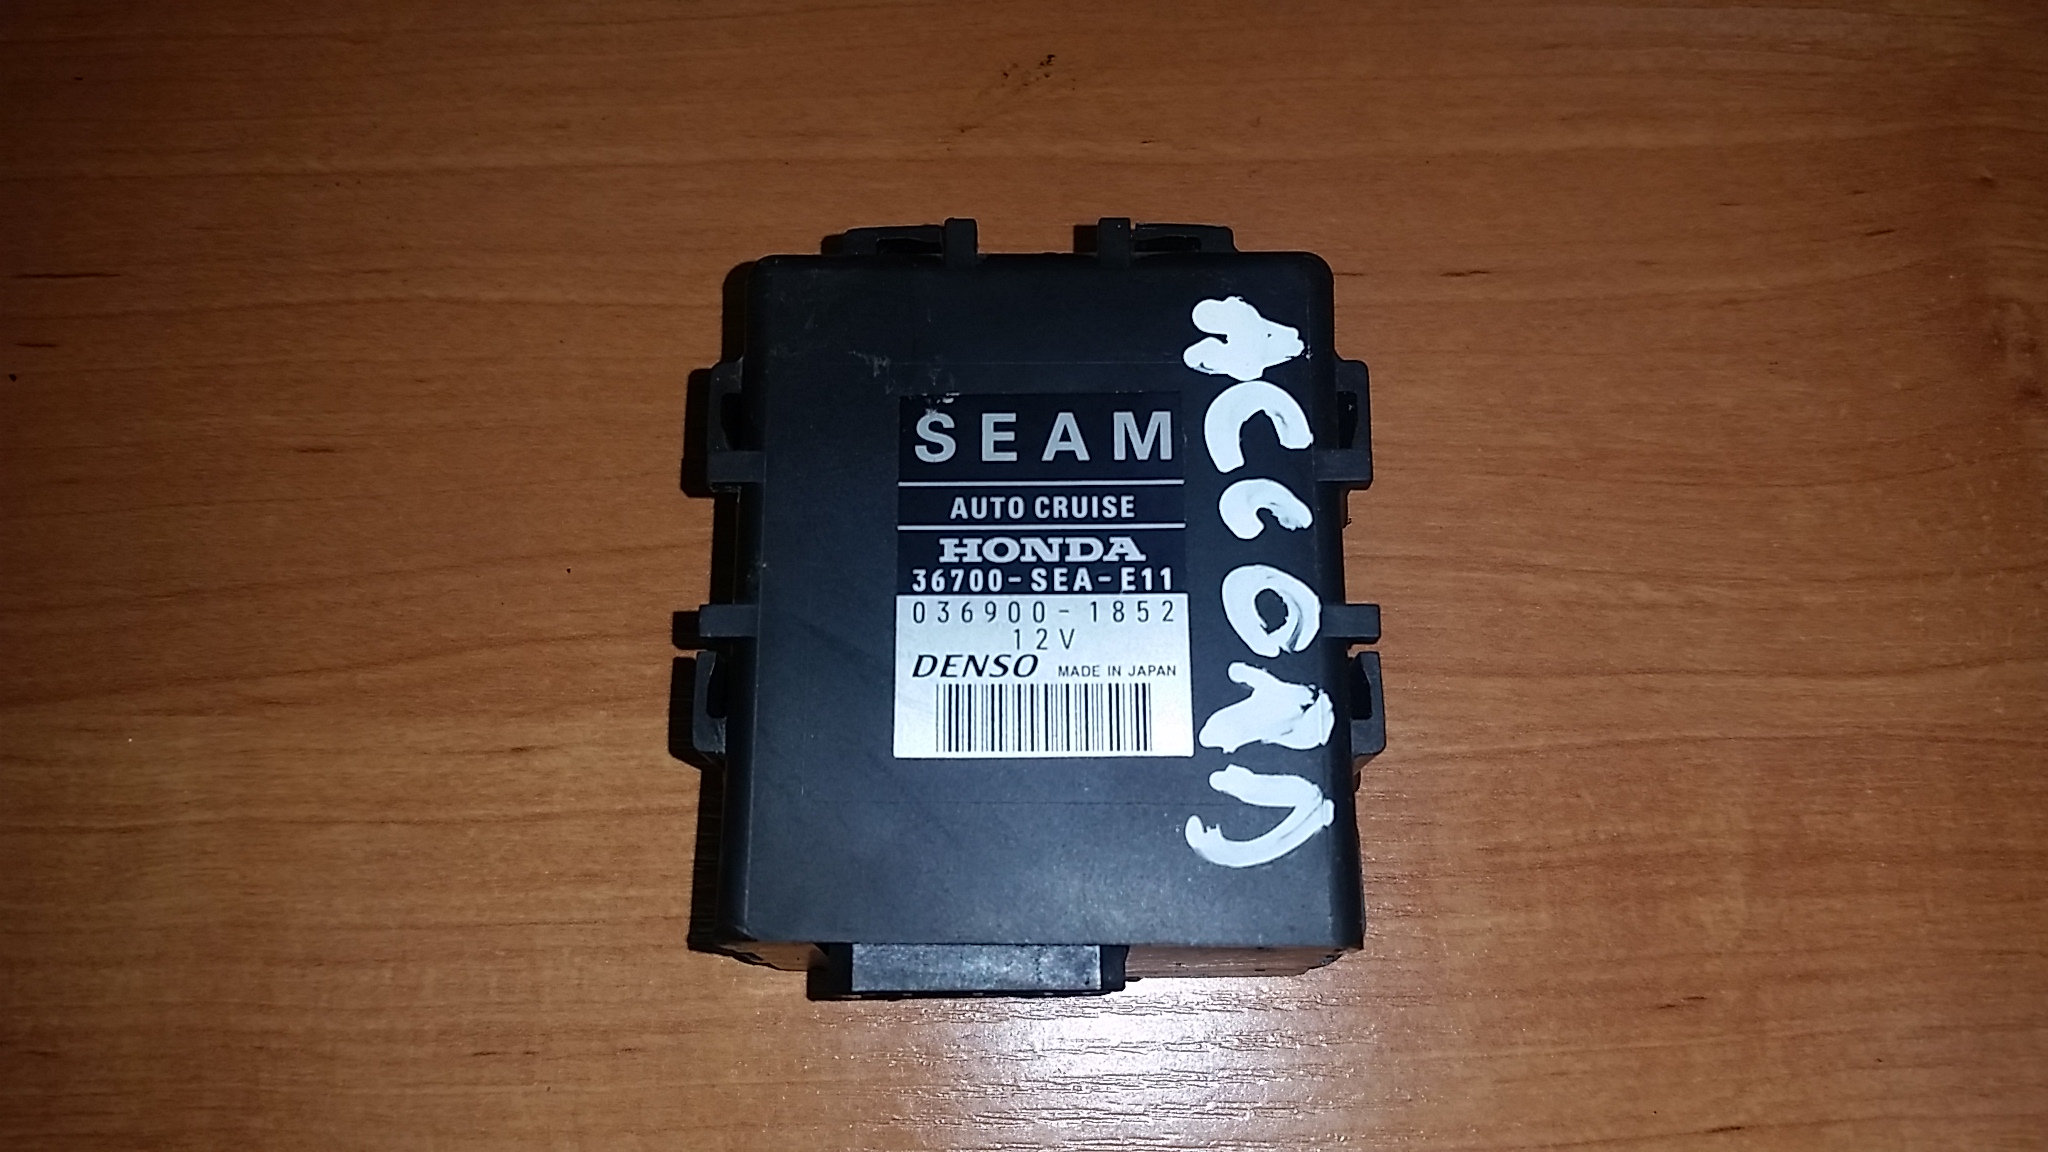 SEAM
AUTO CRUISE
HONDA
36700-SEA-E11
036900-1852
12V
DENSO MADE IN JAPAN
ACCORD